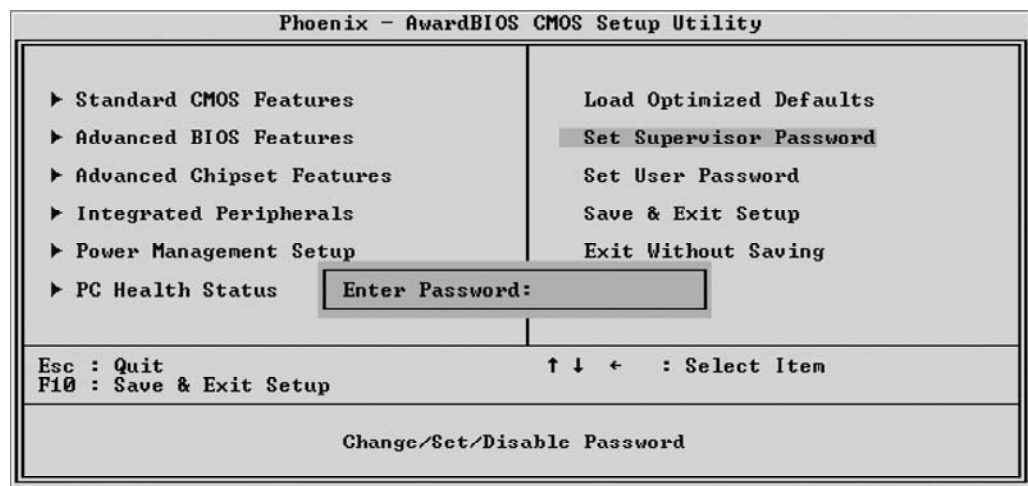 Phoenix - AwardBIOS CMOS Setup Utility
▶ Standard CMOS Features
▶ Advanced BIOS Features
▶ Advanced Chipset Features
▶ Integrated Peripherals
▶ Power Management Setup
▶ PC Health Status
Load Optimized Defaults
Set Supervisor Password
Set User Password
Save & Exit Setup
Exit Without Saving
Enter Password:
Esc : Quit
F10 : Save & Exit Setup
↑ ↓ ← : Select Item
Change/Set/Disable Password